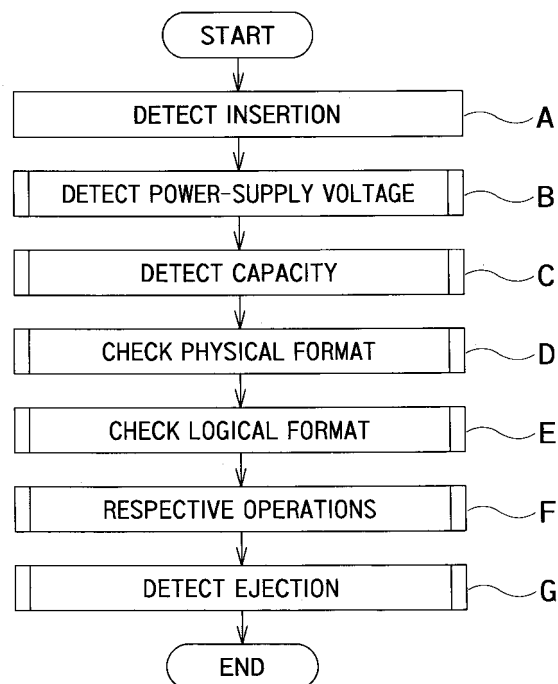 START
DETECT INSERTION A
DETECT POWER-SUPPLY VOLTAGE B
DETECT CAPACITY C
CHECK PHYSICAL FORMAT D
CHECK LOGICAL FORMAT E
RESPECTIVE OPERATIONS F
DETECT EJECTION G
END